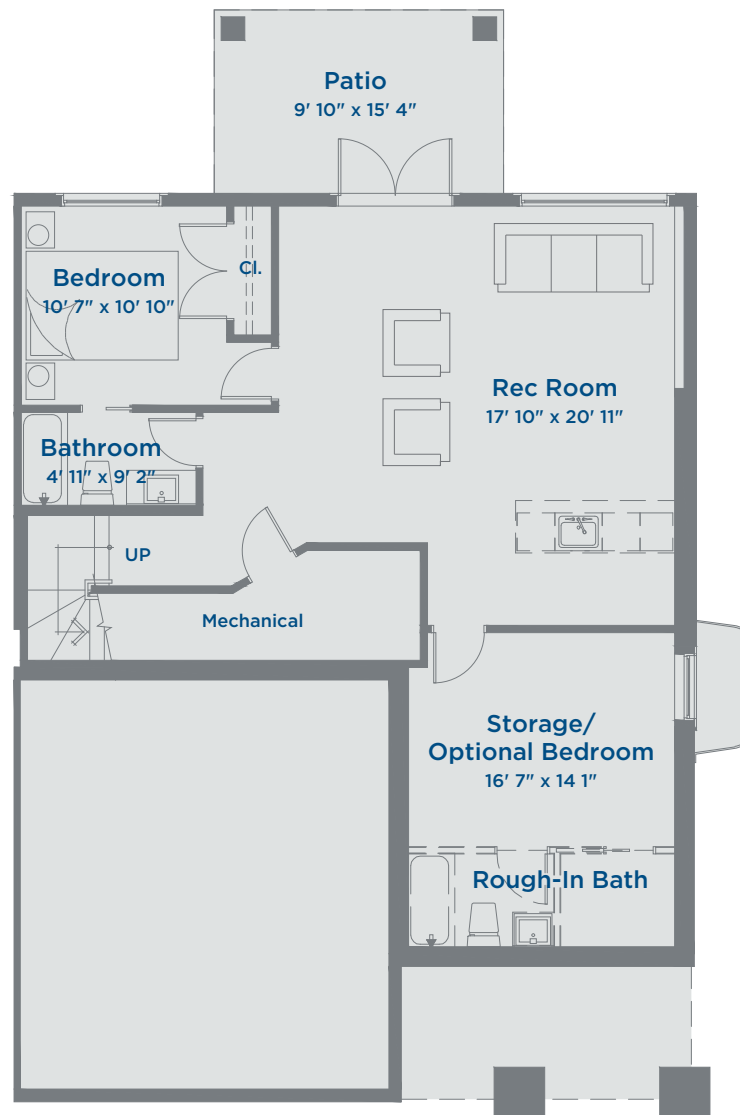 Patio
9' 10" x 15' 4"
Cl.
Bedroom
10' 7" x 10' 10"
Rec Room
17' 10" x 20' 11"
Bathroom
4' 11" x 9' 2"
UP
Mechanical
Storage/
Optional Bedroom
16' 7" x 14 1"
Rough-In Bath